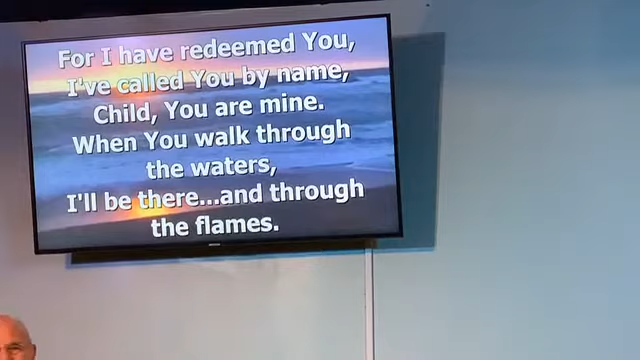 For I have redeemed You,
I've called You by name,
Child, You are mine.
When You walk through
the waters,
I'll be there...and through
the flames.